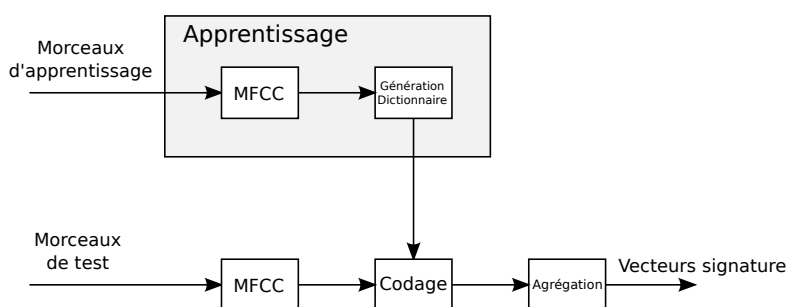 Apprentissage
Morceaux
d'apprentissage
MFCC
Génération
Dictionnaire
Morceaux
de test
MFCC
Codage
Agrégation
Vecteurs signature